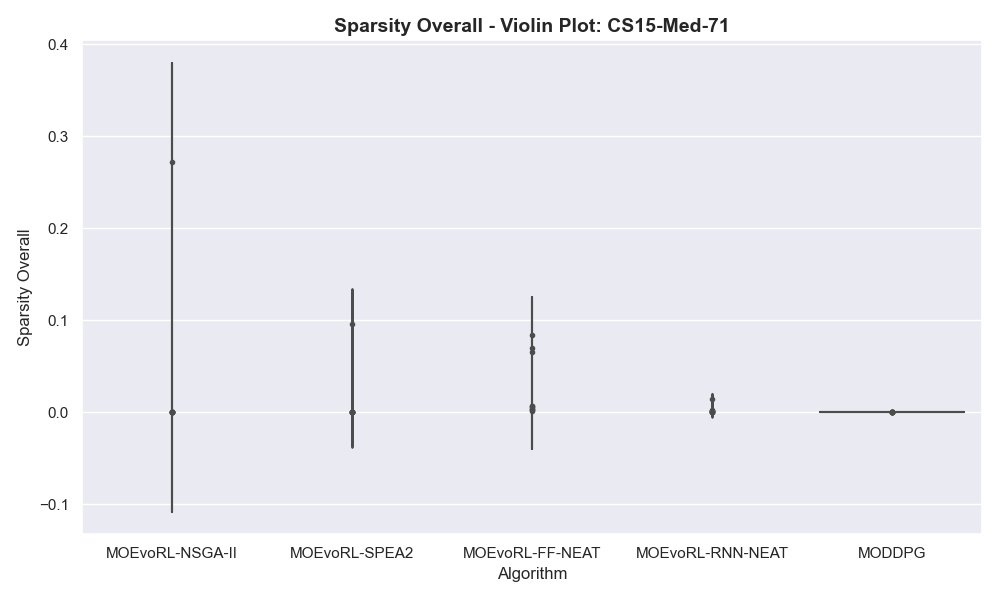 Sparsity Overall - Violin Plot: CS15-Med-71
Sparsity Overall
0.4
0.3
0.2
0.1
0.0
−0.1
MOEvoRL-NSGA-II
MOEvoRL-SPEA2
MOEvoRL-FF-NEAT
MOEvoRL-RNN-NEAT
MODDPG
Algorithm